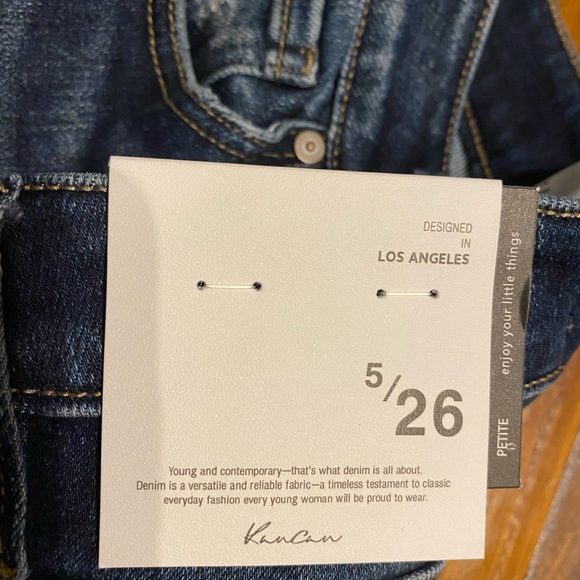 DESIGNED
IN
LOS ANGELES
5/26
Young and contemporary—that's what denim is all about.
Denim is a versatile and reliable fabric—a timeless testament to classic
everyday fashion every young woman will be proud to wear.
KanCan
PETITE
enjoy your little things